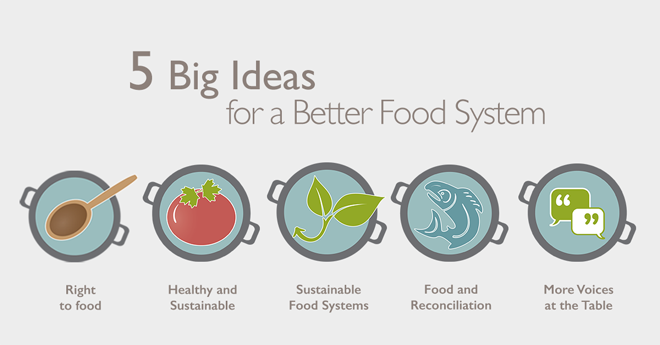 5 Big Ideas
for a Better Food System
Right
to food
Healthy and
Sustainable
Sustainable
Food Systems
Food and
Reconciliation
More Voices
at the Table